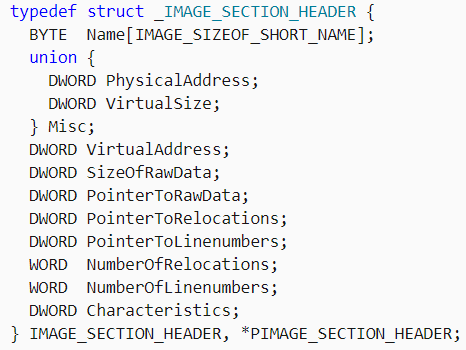 typedef struct _IMAGE_SECTION_HEADER {
  BYTE  Name[IMAGE_SIZEOF_SHORT_NAME];
  union {
    DWORD PhysicalAddress;
    DWORD VirtualSize;
  } Misc;
  DWORD VirtualAddress;
  DWORD SizeOfRawData;
  DWORD PointerToRawData;
  DWORD PointerToRelocations;
  DWORD PointerToLinenumbers;
  WORD  NumberOfRelocations;
  WORD  NumberOfLinenumbers;
  DWORD Characteristics;
} IMAGE_SECTION_HEADER, *PIMAGE_SECTION_HEADER;